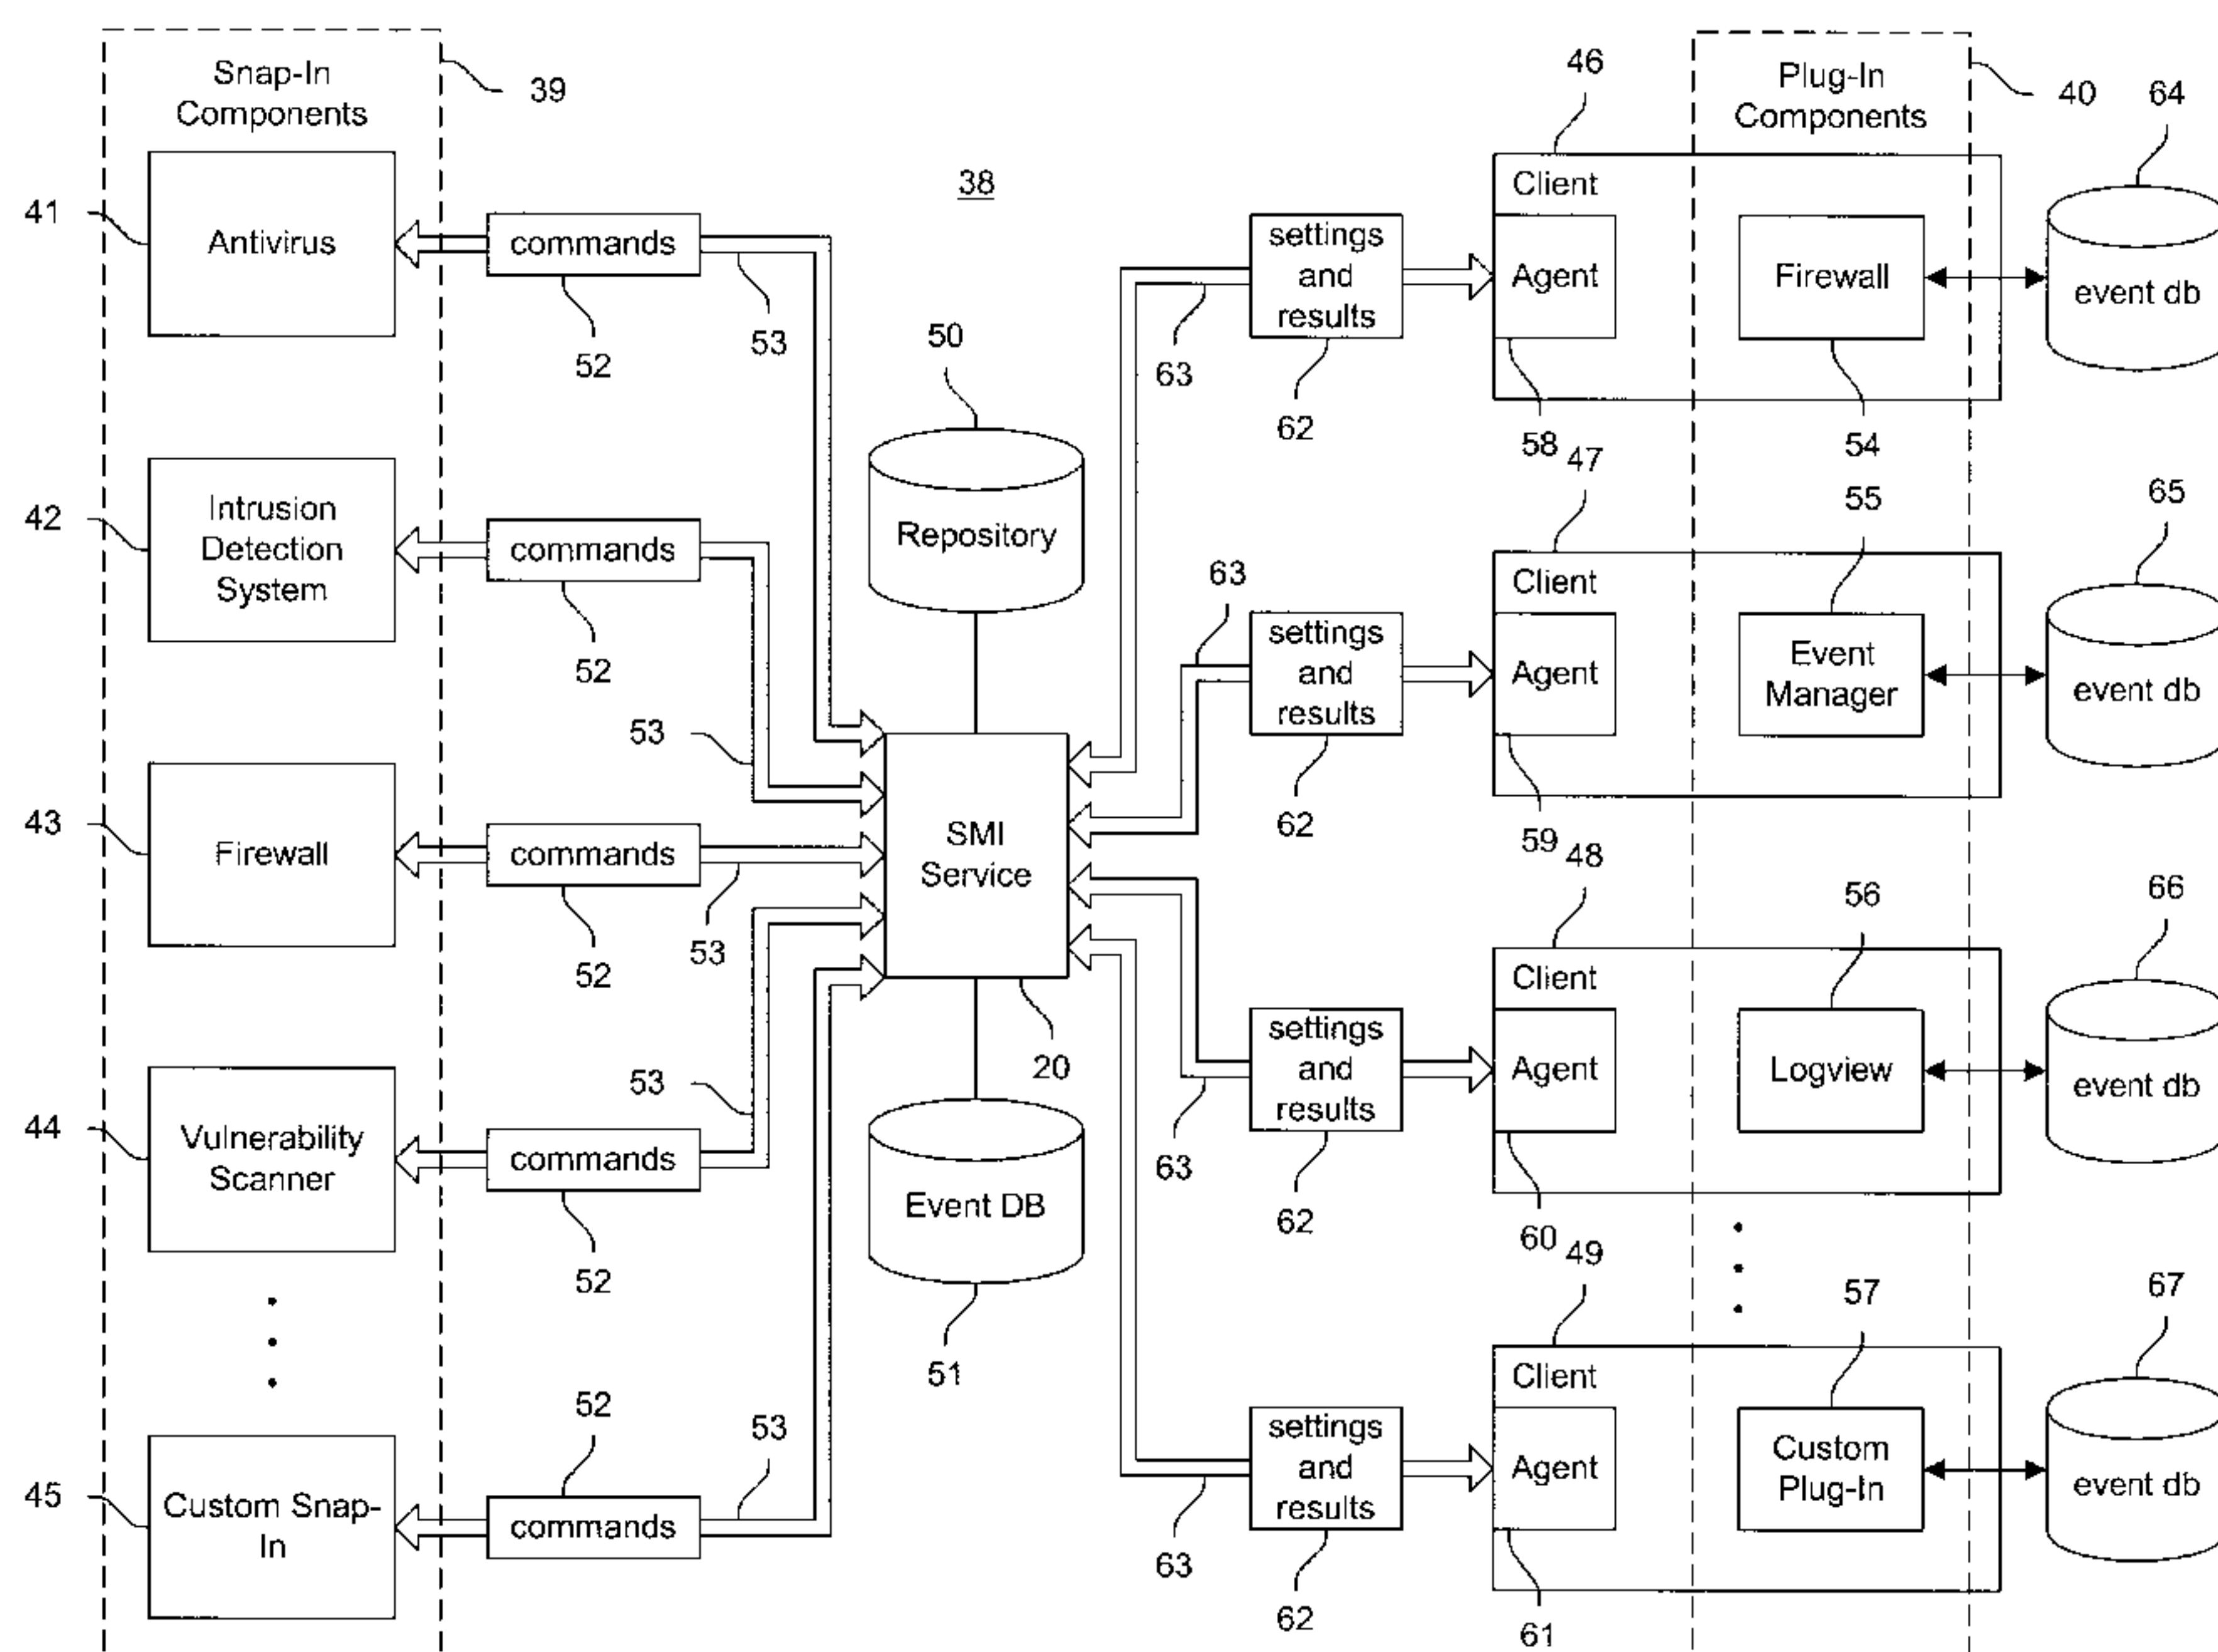 Snap-In
Components
39
41
Antivirus
commands
52
53
42
Intrusion
Detection
System
commands
52
53
43
Firewall
commands
52
53
44
Vulnerability
Scanner
commands
52
53
45
Custom Snap-
In
commands
52
53
38
50
Repository
SMI
Service
20
Event DB
51
46
Plug-In
Components
40
64
Client
settings
and
results
62
63
Agent
58
Firewall
54
event db
47
55
65
Client
63
settings
and
results
62
Agent
59
Event
Manager
event db
48
56
66
Client
settings
and
results
62
63
Agent
60
Logview
event db
49
57
67
Client
settings
and
results
62
63
Agent
61
Custom
Plug-In
event db